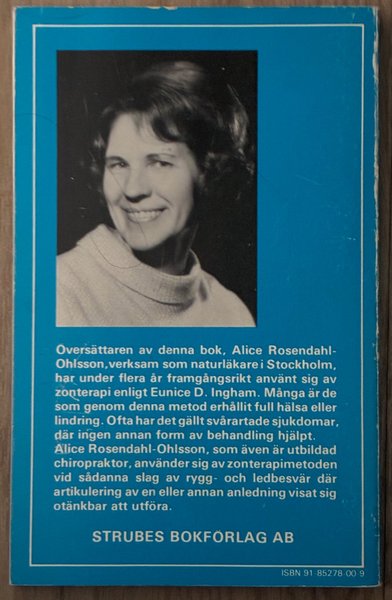 Översättaren av denna bok, Alice Rosendahl-
Ohlsson, verksam som naturläkare i Stockholm,
har under flera år framgångsrikt använt sig av
zonterapi enligt Eunice D. Ingham. Många är de
som genom denna metod erhållit full hälsa eller
lindring. Ofta har det gällt svårartade sjukdomar,
där ingen annan form av behandling hjälpt.
Alice Rosendahl-Ohlsson, som även är utbildad
chiropraktor, använder sig av zonterapimetoden
vid sådana slag av rygg- och ledbesvär där
artikulering av en eller annan anledning visat sig
otänkbar att utföra.
STRUBES BOKFÖRLAG AB
ISBN 91-85278-00-9